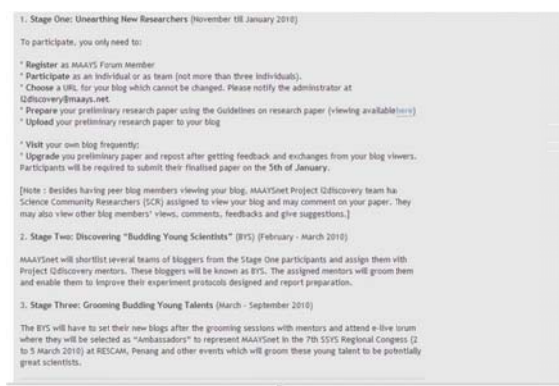 1. Stage One: Unearthing New Researchers (November till January 2010)
To participate, you only need to:
* Register as MAAYS Forum Member
* Participate as an individual or as team (not more than three individuals).
* Choose a URL for your blog which cannot be changed. Please notify the adminstrator at
i2discovery@maays.net
* Prepare your preliminary research paper using the Guidelines on research paper (viewing available here)
* Upload your preliminary research paper to your blog
* Visit your own blog frequently;
* Upgrade you preliminary paper and repost after getting feedback and exchanges from your blog viewers.
Participants will be required to submit their finalised paper on the 5th of January.
[Note : Besides having peer blog members viewing your blog, MAAYSnet Project i2discovery team ha
Science Community Researchers (SCR) assigned to view your blog and may comment on your paper. They
may also view other blog members' views, comments, feedbacks and give suggestions.]
2. Stage Two: Discovering "Budding Young Scientists" (BYS) (February - March 2010)
MAAYSnet will shortlist several teams of bloggers from the Stage One participants and assign them with
Project i2discovery mentors. These bloggers will be known as BYS. The assigned mentors will groom them
and enable them to improve their experiment protocols designed and report preparation.
3. Stage Three: Grooming Budding Young Talents (March - September 2010)
The BYS will have to set their new blogs after the grooming sessions with mentors and attend e-live forum
where they will be selected as "Ambassadors" to represent MAAYSnet in the 7th SSYS Regional Congess (2
to 5 March 2010) at RESCAM, Penang and other events which will groom these young talent to be potentially
great scientists.